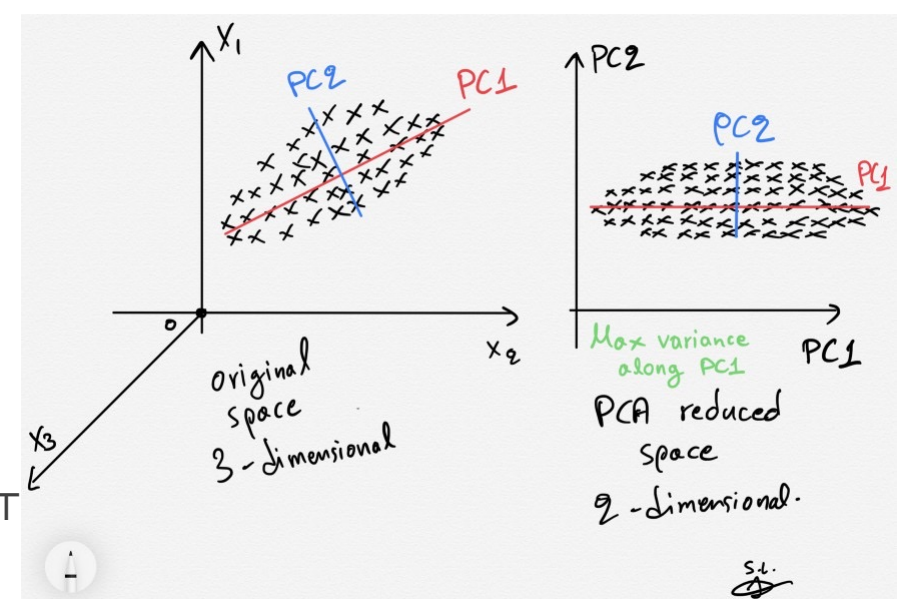 X1
PC2
PC1
0
X2
X3
original
space
3-dimensional
T
PC2
PC2
PC1
PC1
Max variance
along PC1
PCA reduced
space
2-dimensional.
S.L.